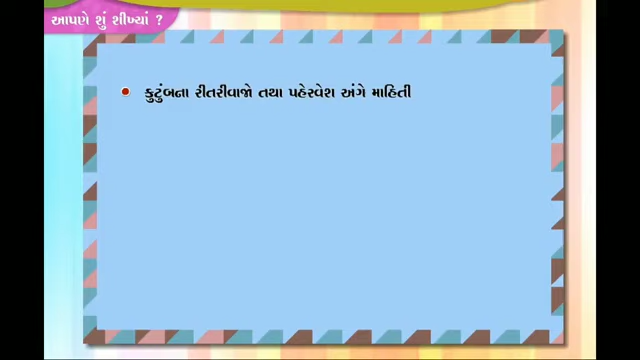 આપણે શું શીખ્યાં ?
કુટુંબના રીતરીવાજો તથા પહેરવેશ અંગે માહિતી